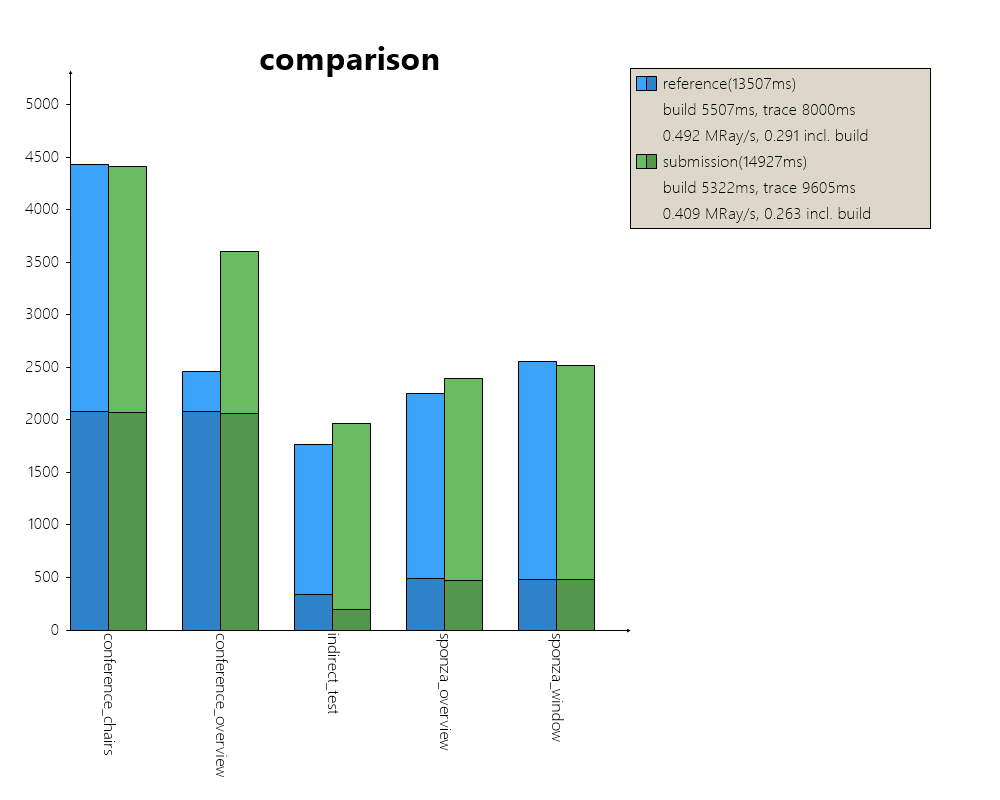 comparison
reference(13507ms)
build 5507ms, trace 8000ms
0.492 MRay/s, 0.291 incl. build
submission(14927ms)
build 5322ms, trace 9605ms
0.409 MRay/s, 0.263 incl. build
5000
4500
4000
3500
3000
2500
2000
1500
1000
500
0
conference_chairs
conference_overview
indirect_test
sponza_overview
sponza_window